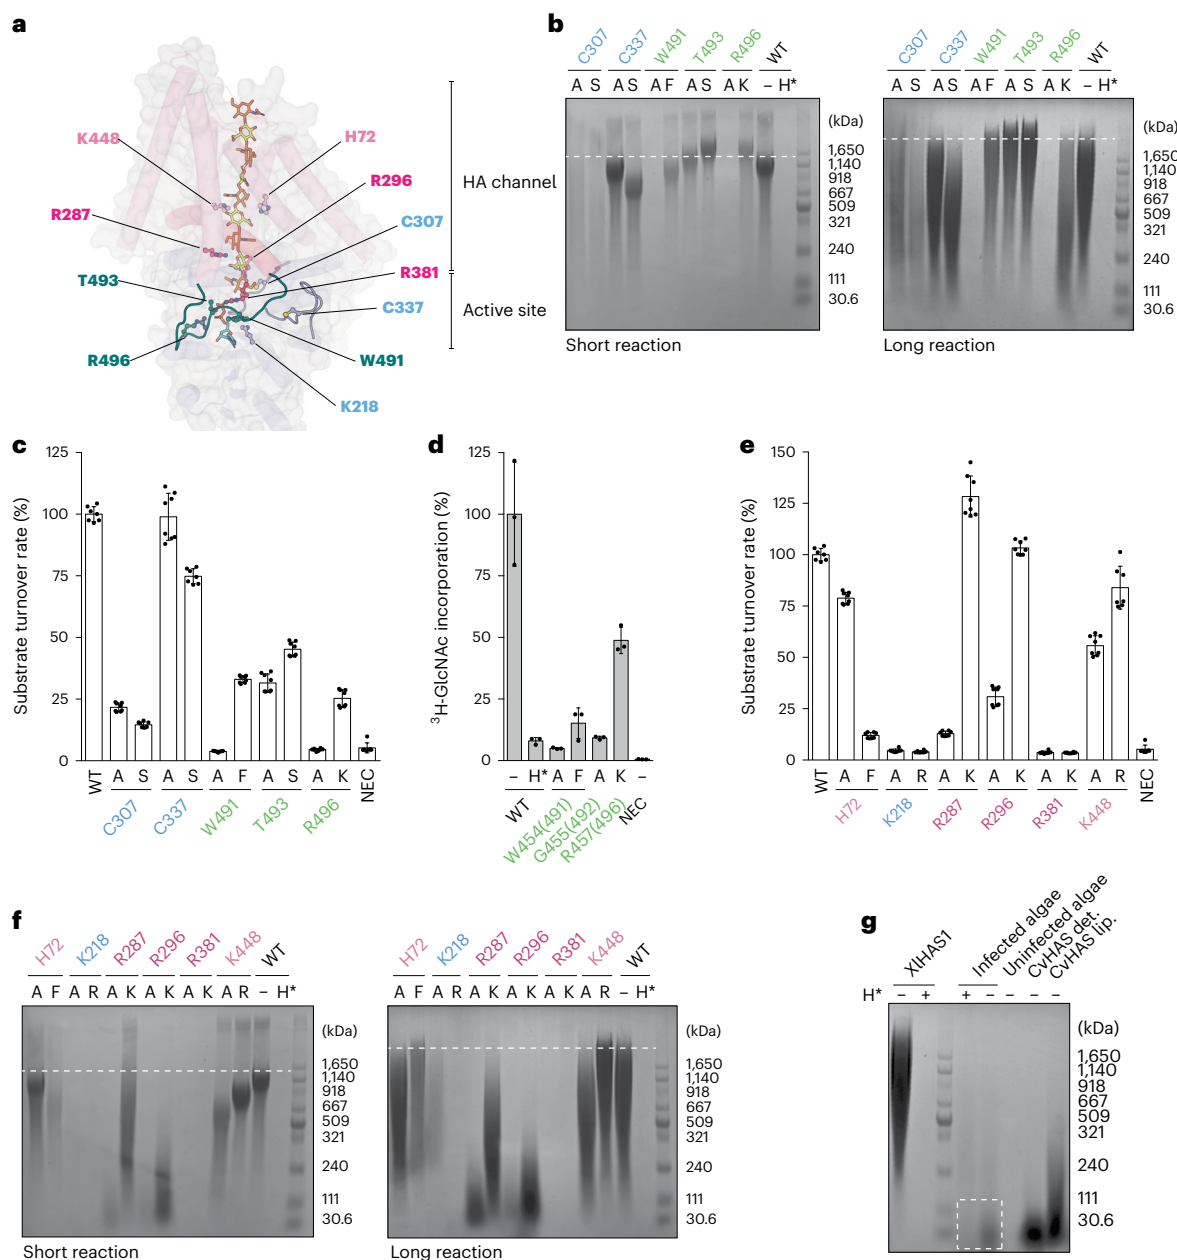 a
K448
H72
R296
HA channel
R287
C307
T493
R381
C337
Active site
R496
W491
K218
b
C307 C337 W491 T493 R496 WT
A S A S A F A S A K – H*
(kDa)
1,650
1,140
918
667
509
321
240
111
30.6
Short reaction
C307 C337 W491 T493 R496 WT
A S A S A F A S A K – H*
(kDa)
1,650
1,140
918
667
509
321
240
111
30.6
Long reaction
c
Substrate turnover rate (%)
125
100
75
50
25
0
WT A S A S A F A S A K NEC
C307 C337 W491 T493 R496
d
³H-GlcNAc incorporation (%)
125
100
75
50
25
0
– H* A F A K –
WT W454(491) G455(492) R457(496) NEC
e
Substrate turnover rate (%)
150
125
100
75
50
25
0
WT A F A R A K A K A K A R NEC
H72 K218 R287 R296 R381 K448
f
H72 K218 R287 R296 R381 K448 WT
A F A R A K A K A K A R – H*
(kDa)
1,650
1,140
918
667
509
321
240
111
30.6
Short reaction
H72 K218 R287 R296 R381 K448 WT
A F A R A K A K A K A R – H*
(kDa)
1,650
1,140
918
667
509
321
240
111
30.6
Long reaction
g
XlHAS1 Infected algae Uninfected algae CvHAS det. CvHAS lip.
H* – + + – – – –
(kDa)
1,650
1,140
918
667
509
321
240
111
30.6